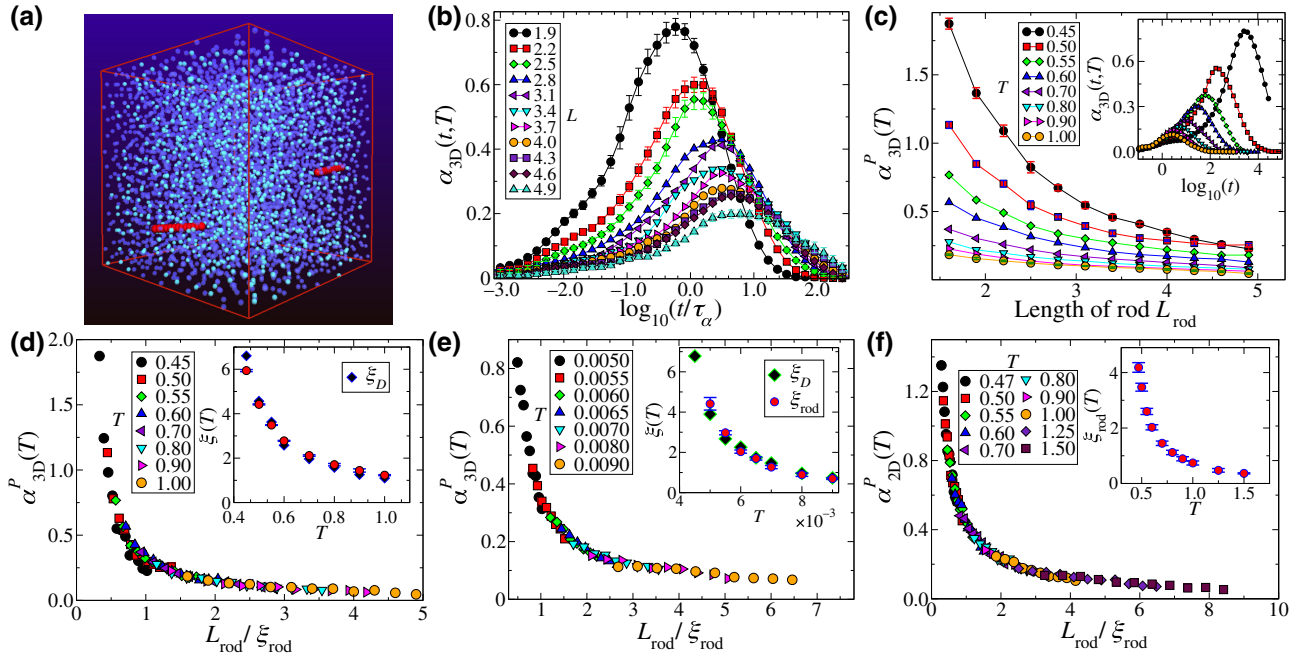 (a)
(b)
α3D(t,T)
0.8
0.6
0.4
0.2
0
1.9
2.2
2.5
2.8
3.1
3.4
3.7
4.0
4.3
4.6
4.9
L
−3.0 −2.0 −1.0 0.0 1.0 2.0
log10(t/τα)
(c)
αP3D(T)
1.5
1.0
0.5
T
0.45
0.50
0.55
0.60
0.70
0.80
0.90
1.00
2 3 4 5
Length of rod Lrod
α3D(t,T)
0.9
0.6
0.3
0.0
0 2 4
log10(t)
(d)
αP3D(T)
2.0
1.5
1.0
0.5
0.0
T
0.45
0.50
0.55
0.60
0.70
0.80
0.90
1.00
0 1 2 3 4 5
Lrod/ ξrod
ξ(T)
6
4
2
0
ξD
0.4 0.6 0.8 1.0
T
(e)
αP3D(T)
0.8
0.6
0.4
0.2
0.0
T
0.0050
0.0055
0.0060
0.0065
0.0070
0.0080
0.0090
1 2 3 4 5 6 7
Lrod/ ξrod
ξ(T)
6
4
2
0
ξD
ξrod
4 6 8
T ×10−3
(f)
αP2D(T)
1.2
0.8
0.4
0.0
T
0.47
0.50
0.55
0.60
0.70
0.80
0.90
1.00
1.25
1.50
0 2 4 6 8 10
Lrod/ ξrod
ξrod(T)
4
2
0
0.5 1.0 1.5
T